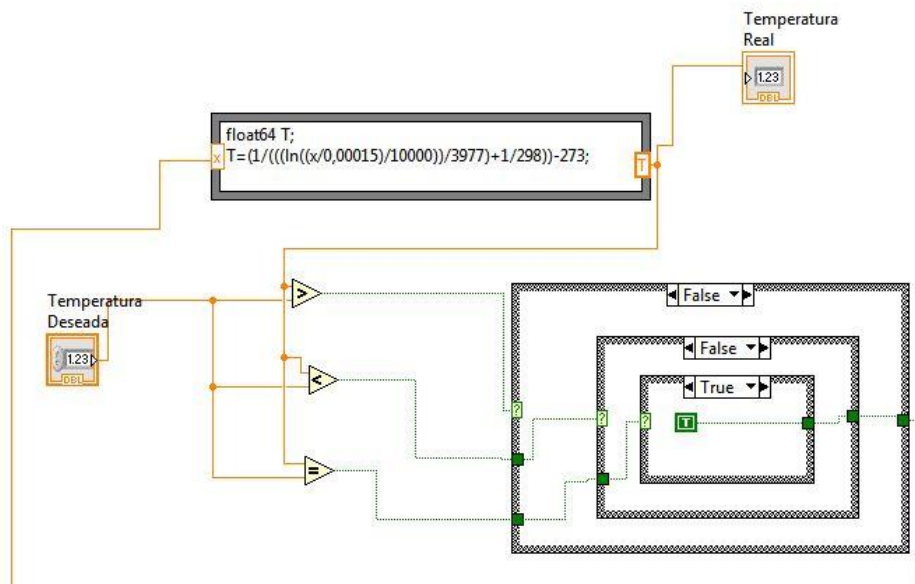 Temperatura
Real
1.23
DBL
float64 T;
T=(1/(((ln((x/0,00015)/10000))/3977)+1/298))-273;
x
T
Temperatura
Deseada
1.23
DBL
>
<
=
False
False
True
?
?
?
T